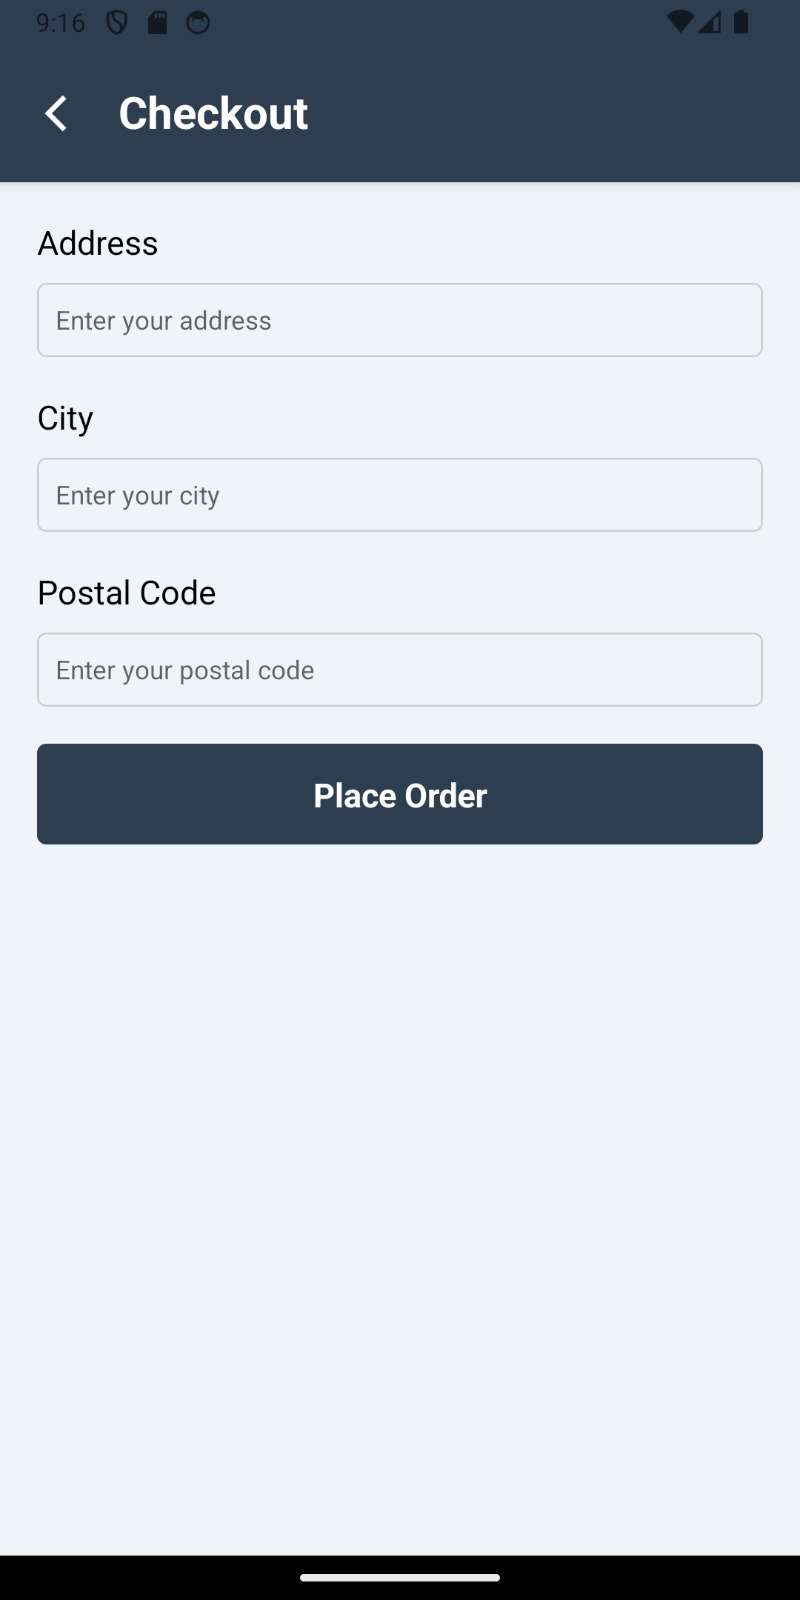 9:16
Checkout
Address
Enter your address
City
Enter your city
Postal Code
Enter your postal code
Place Order